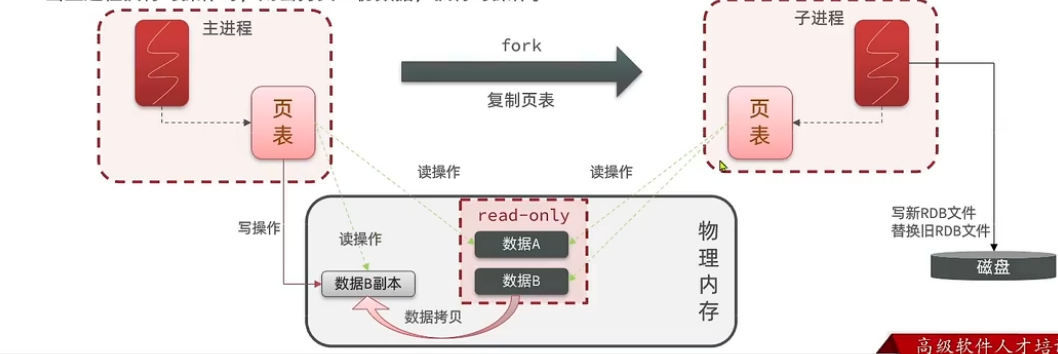 主进程
fork
子进程
页表
复制页表
页表
读操作
读操作
写操作
读操作
read-only
数据A
数据B
数据B副本
数据拷贝
物理内存
写新RDB文件
替换旧RDB文件
磁盘
高级软件人才培